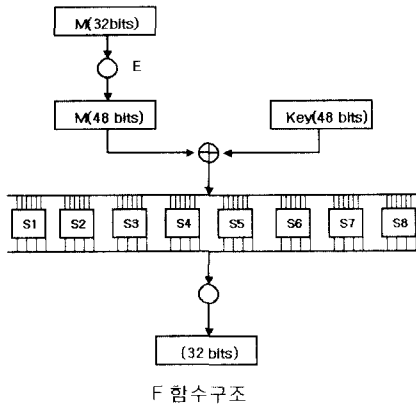 M(32bits)
E
M(48 bits)
Key(48 bits)
S1 S2 S3 S4 S5 S6 S7 S8
(32 bits)
F 함수구조